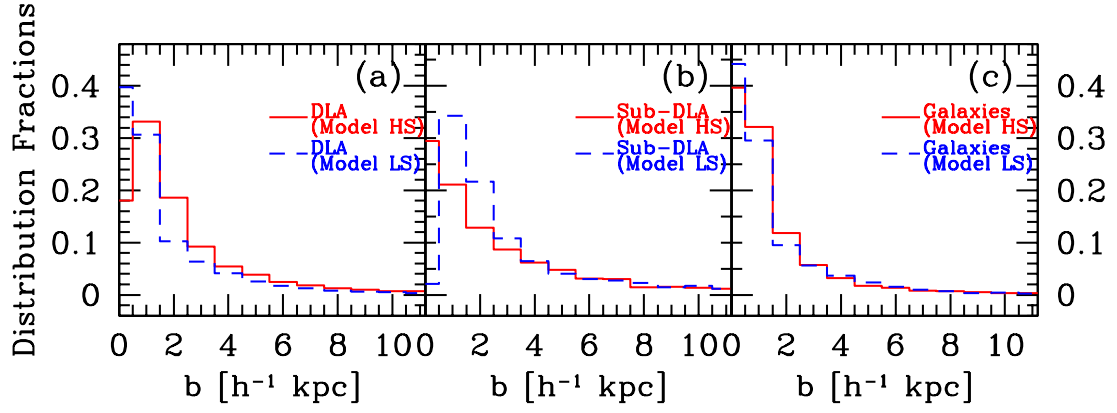 Distribution Fractions
0.4
0.3
0.2
0.1
0
(a)
DLA
(Model HS)
DLA
(Model LS)
(b)
Sub-DLA
(Model HS)
Sub-DLA
(Model LS)
(c)
Galaxies
(Model HS)
Galaxies
(Model LS)
0.4
0.3
0.2
0.1
0
0 2 4 6 8 10 0 2 4 6 8 10 0 2 4 6 8 10
b [h⁻¹ kpc] b [h⁻¹ kpc] b [h⁻¹ kpc]